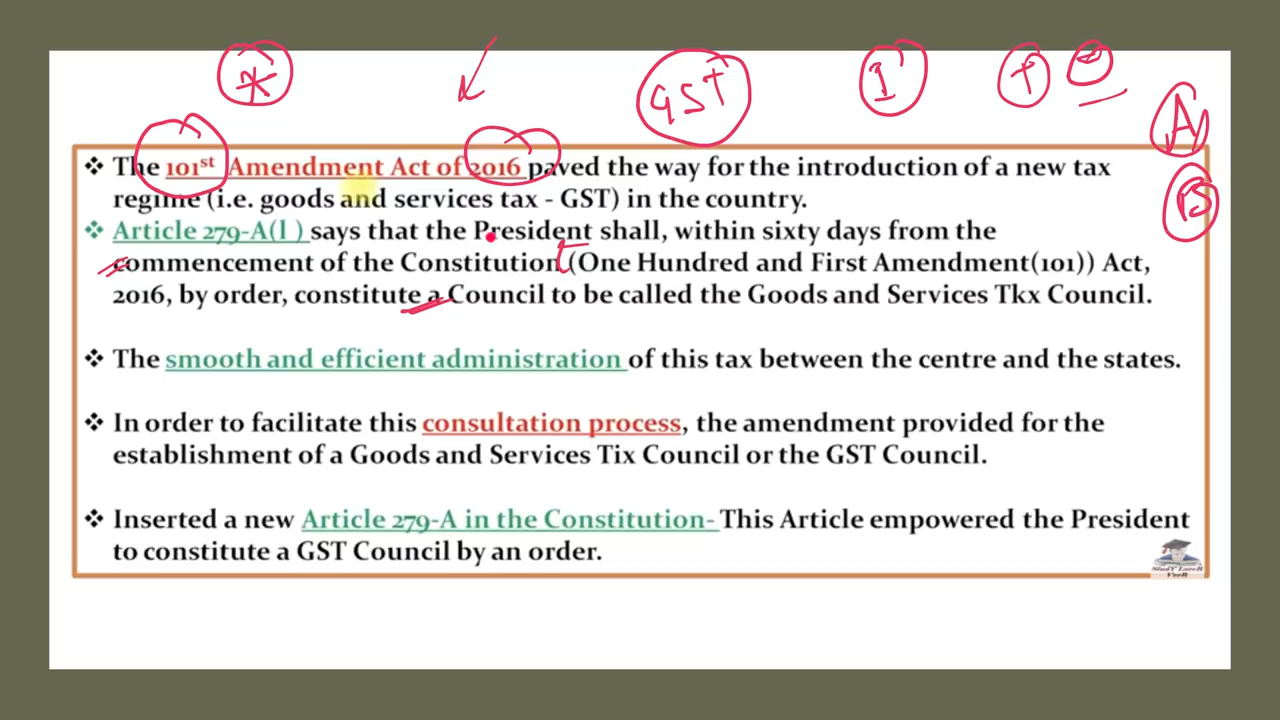 *
GST
I
T
A
B
❖ The 101st Amendment Act of 2016 paved the way for the introduction of a new tax
regime (i.e. goods and services tax - GST) in the country.
❖ Article 279-A(l ) says that the President shall, within sixty days from the
commencement of the Constitution (One Hundred and First Amendment(101)) Act,
2016, by order, constitute a Council to be called the Goods and Services Tkx Council.
❖ The smooth and efficient administration of this tax between the centre and the states.
❖ In order to facilitate this consultation process, the amendment provided for the
establishment of a Goods and Services Tix Council or the GST Council.
❖ Inserted a new Article 279-A in the Constitution- This Article empowered the President
to constitute a GST Council by an order.
StudY LoveR
VeeR